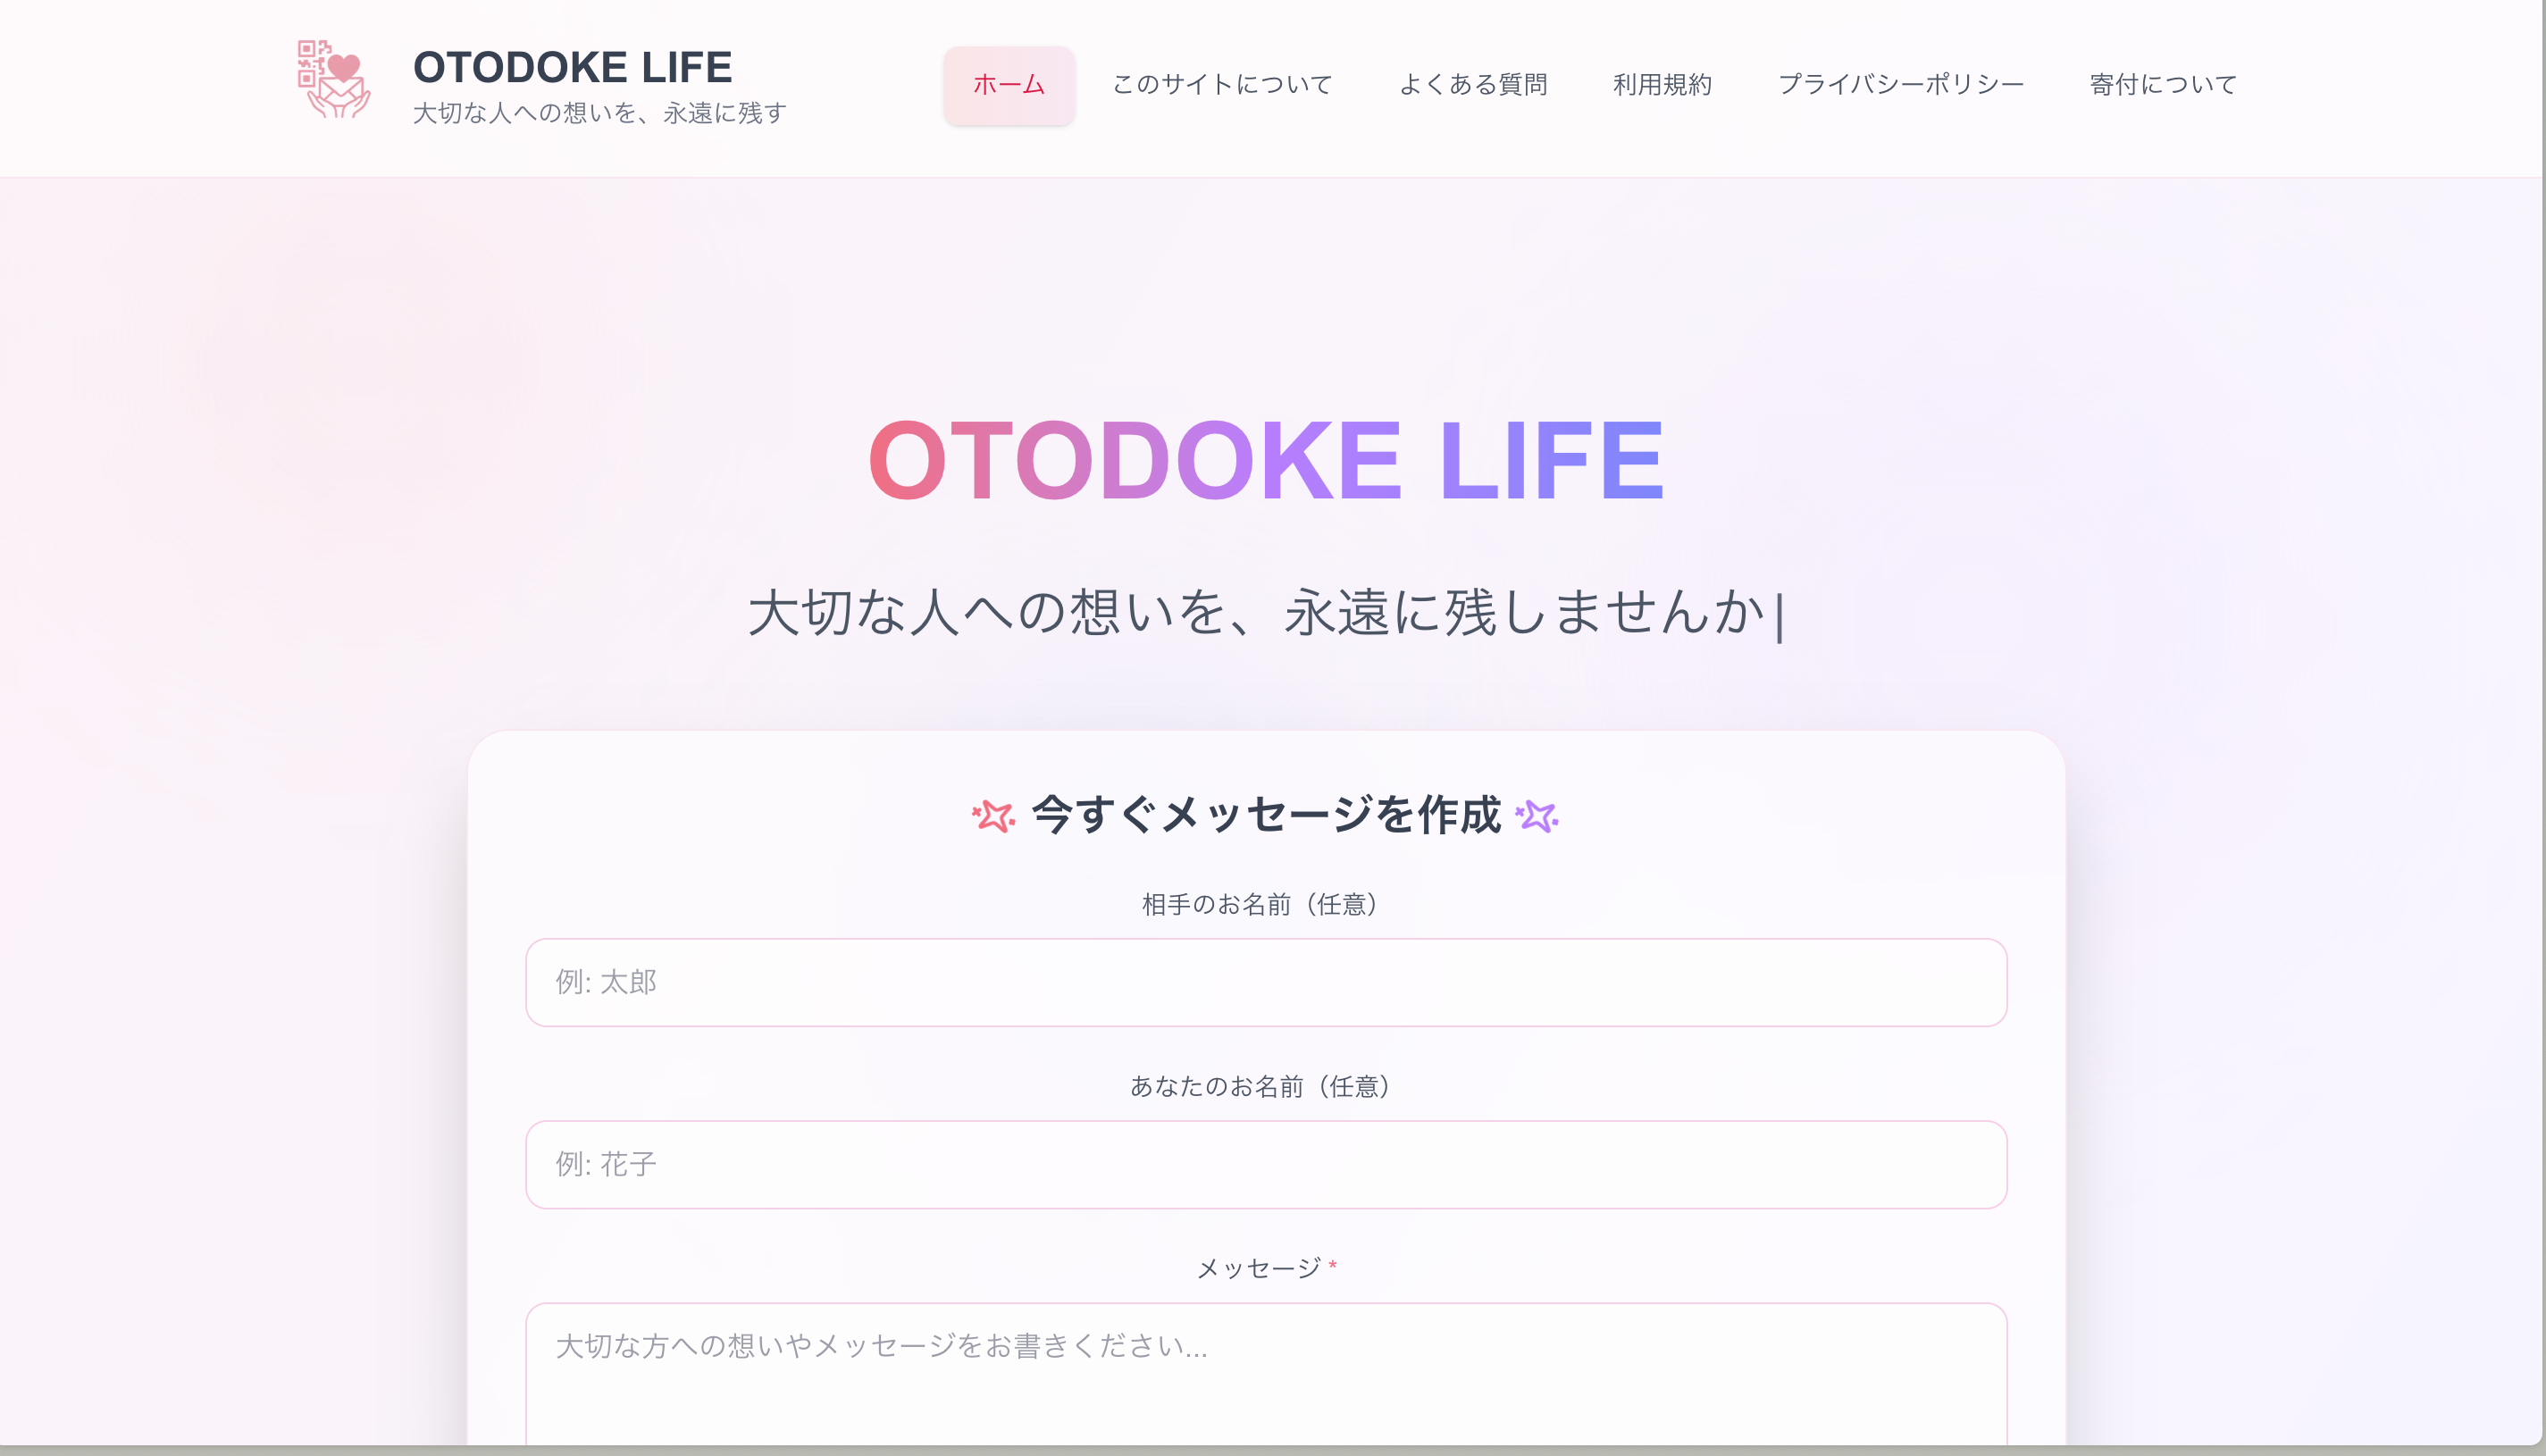 OTODOKE LIFE
大切な人への想いを、永遠に残す
ホーム
このサイトについて
よくある質問
利用規約
プライバシーポリシー
寄付について
OTODOKE LIFE
大切な人への想いを、永遠に残しませんか|
今すぐメッセージを作成
相手のお名前（任意）
例: 太郎
あなたのお名前（任意）
例: 花子
メッセージ *
大切な方への想いやメッセージをお書きください...